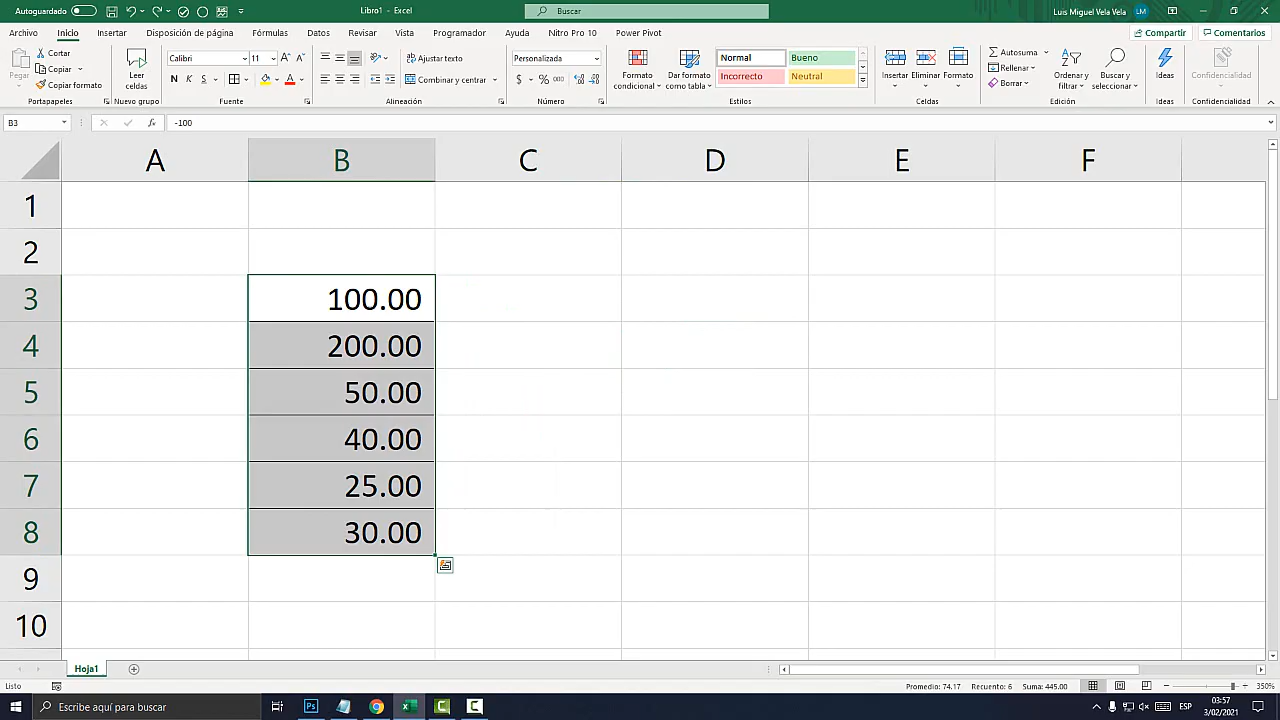 Autoguardado
Libro1 - Excel
Buscar
Luis Miguel Vela Vela
LM
Archivo Inicio Insertar Disposición de página Fórmulas Datos Revisar Vista Programador Ayuda Nitro Pro 10 Power Pivot
Compartir
Comentarios
Pegar
Cortar
Copiar
Copiar formato
Portapapeles
Leer celdas
Nuevo grupo
Calibri 11
N K S
Fuente
Ajustar texto
Combinar y centrar
Alineación
Personalizada
$ % 000
Número
Formato condicional
Dar formato como tabla
Normal Bueno
Incorrecto Neutral
Estilos
Insertar Eliminar Formato
Celdas
Autosuma
Rellenar
Borrar
Ordenar y filtrar
Buscar y seleccionar
Edición
Ideas
Ideas
Confidencialidad
Confidencialidad
B3
fx
-100
A B C D E F
1
2
3 100.00
4 200.00
5 50.00
6 40.00
7 25.00
8 30.00
9
10
Hoja1
Listo
Promedio: 74.17 Recuento: 6 Suma: 445.00
350%
Escribe aquí para buscar
ESP
03:57
3/02/2021